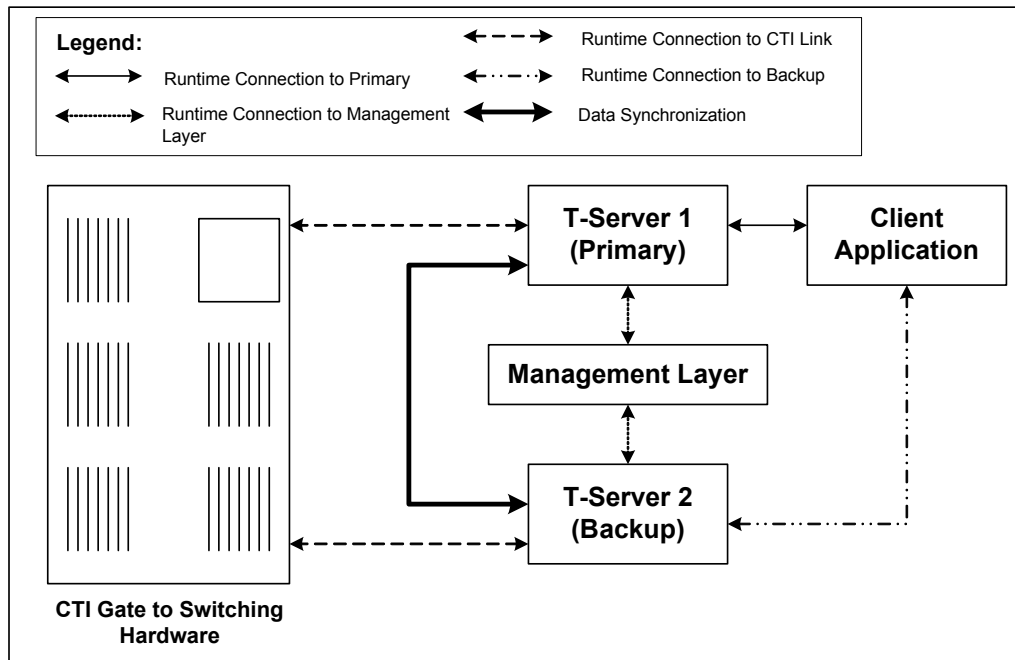 Legend:
Runtime Connection to Primary
Runtime Connection to Management
Layer
Runtime Connection to CTI Link
Runtime Connection to Backup
Data Synchronization
T-Server 1
(Primary)
Client
Application
Management Layer
T-Server 2
(Backup)
CTI Gate to Switching
Hardware